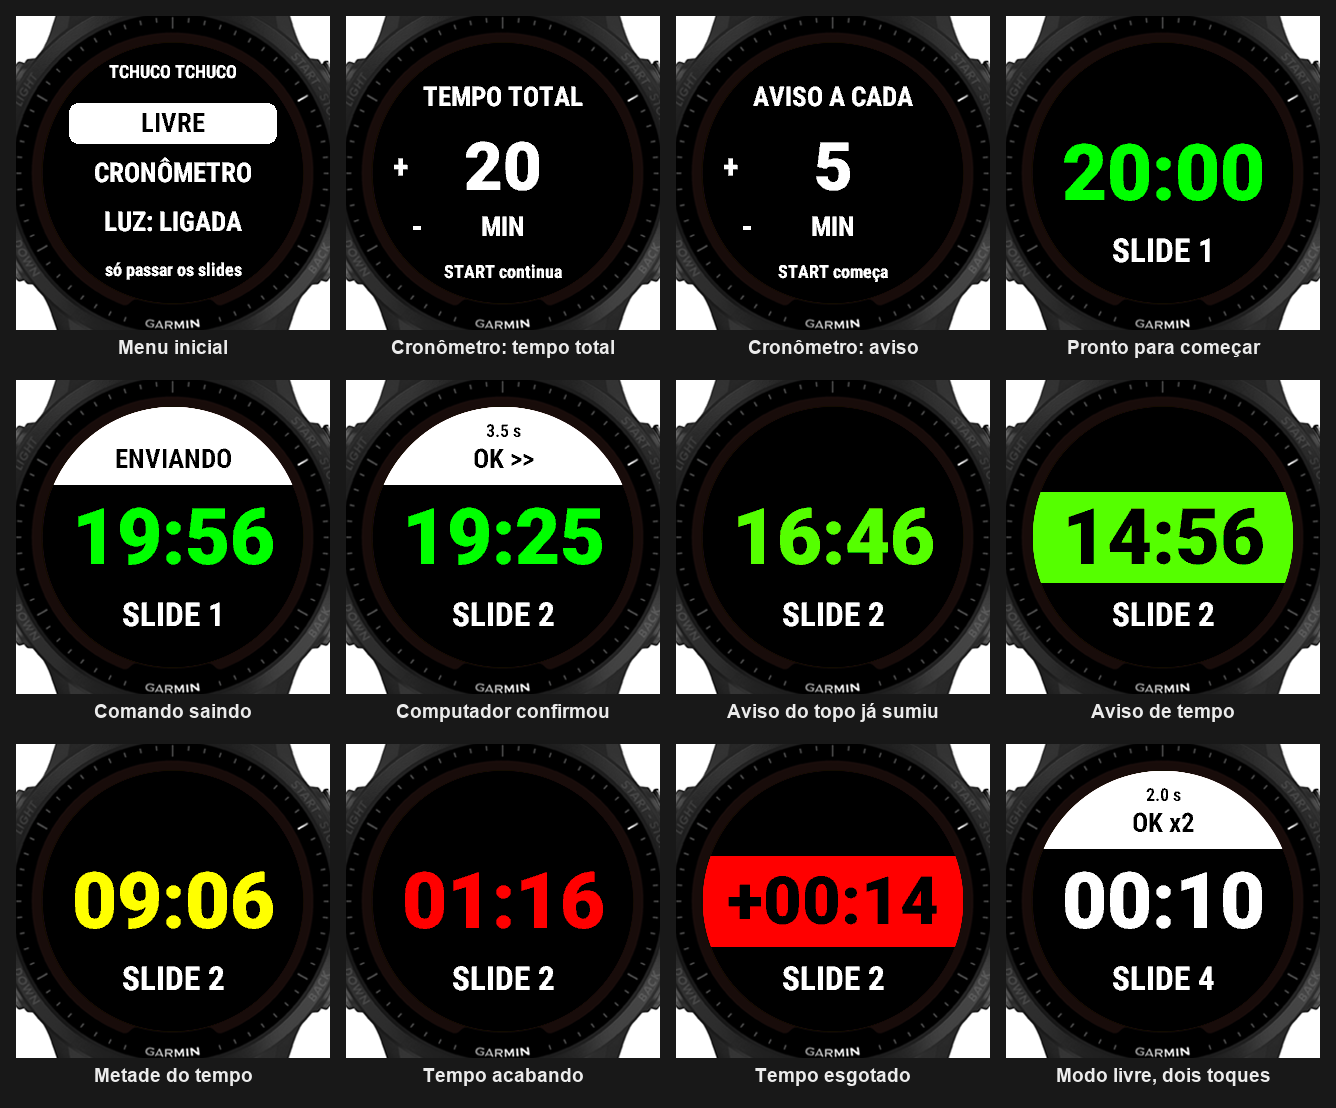 TCHUCO TCHUCO
LIVRE
CRONÔMETRO
LUZ: LIGADA
só passar os slides
GARMIN
Menu inicial
TEMPO TOTAL
+ 20
- MIN
START continua
GARMIN
Cronômetro: tempo total
AVISO A CADA
+ 5
- MIN
START começa
GARMIN
Cronômetro: aviso
20:00
SLIDE 1
GARMIN
Pronto para começar
ENVIANDO
19:56
SLIDE 1
GARMIN
Comando saindo
3.5 s
OK >>
19:25
SLIDE 2
GARMIN
Computador confirmou
16:46
SLIDE 2
GARMIN
Aviso do topo já sumiu
14:56
SLIDE 2
GARMIN
Aviso de tempo
09:06
SLIDE 2
GARMIN
Metade do tempo
01:16
SLIDE 2
GARMIN
Tempo acabando
+00:14
SLIDE 2
GARMIN
Tempo esgotado
2.0 s
OK x2
00:10
SLIDE 4
GARMIN
Modo livre, dois toques